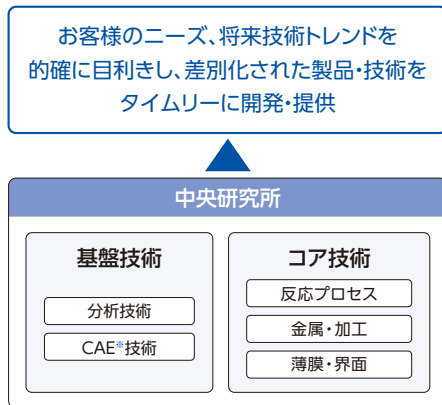 お客様のニーズ、将来技術トレンドを
的確に目利きし、差別化された製品・技術を
タイムリーに開発・提供
中央研究所
基盤技術
分析技術
CAE※技術
コア技術
反応プロセス
金属・加工
薄膜・界面